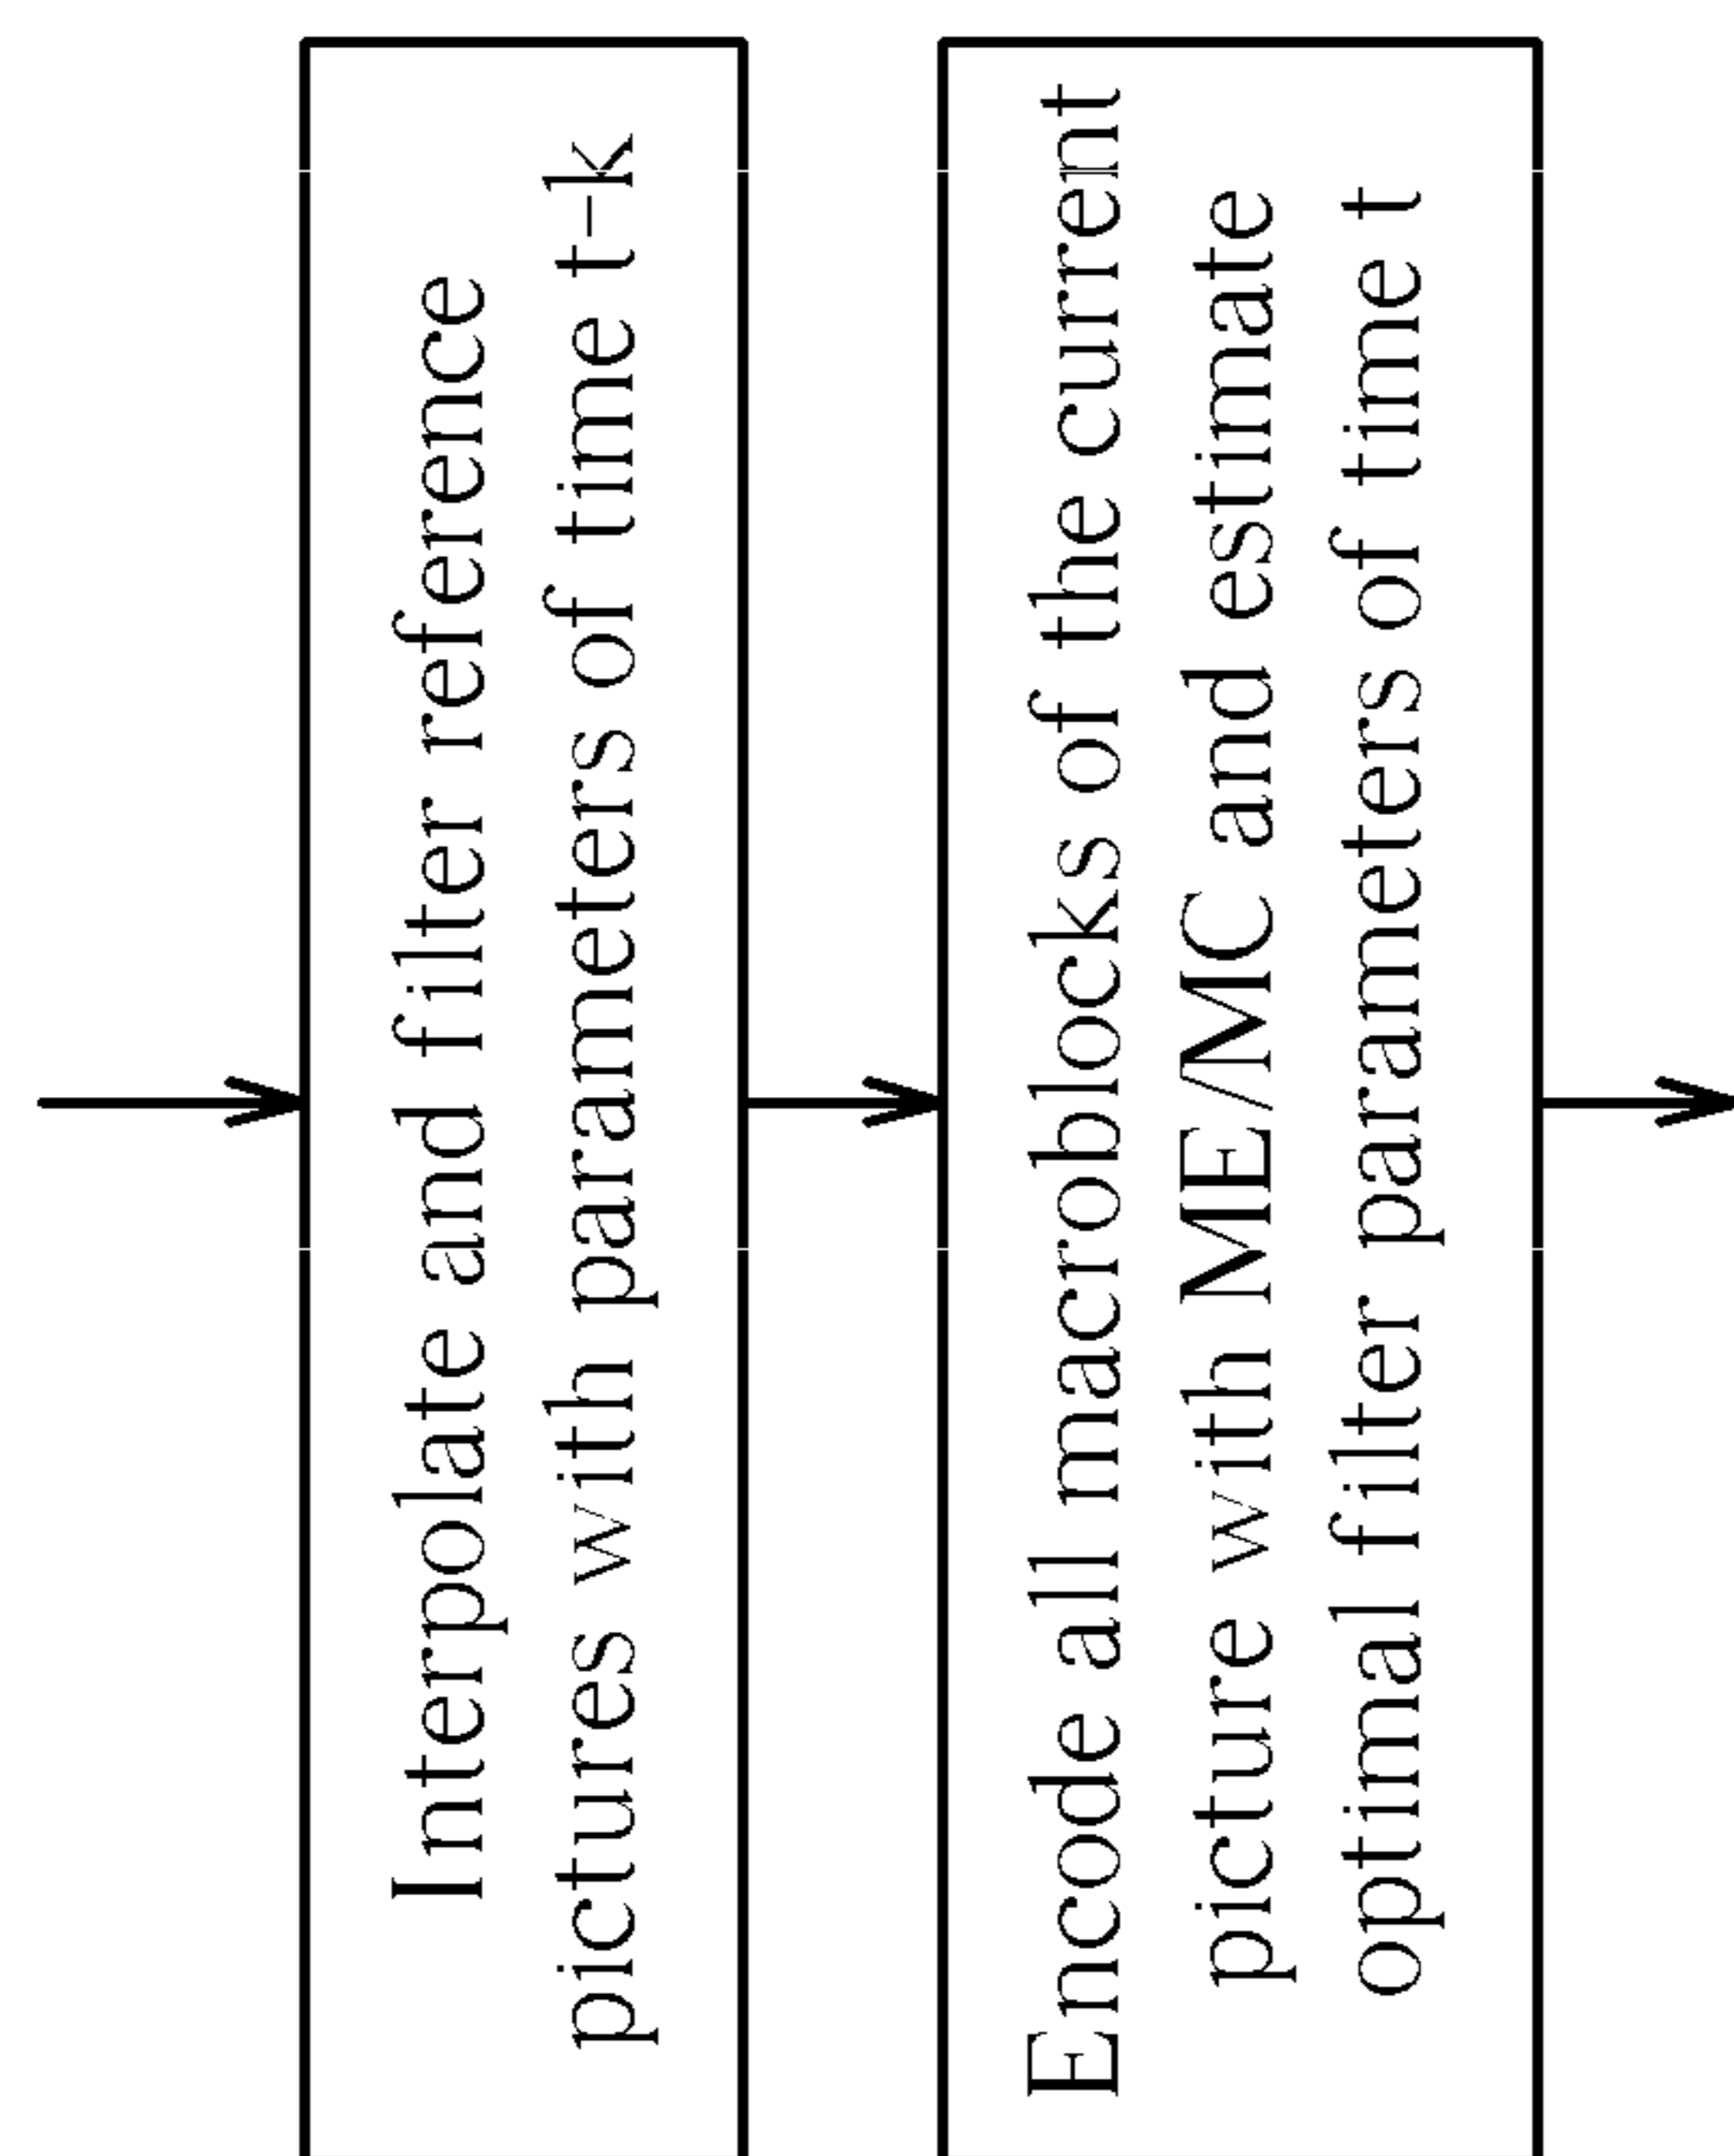 Interpolate and filter reference
pictures with parameters of time t-k
Encode all macroblocks of the current
picture with ME/MC and estimate
optimal filter parameters of time t